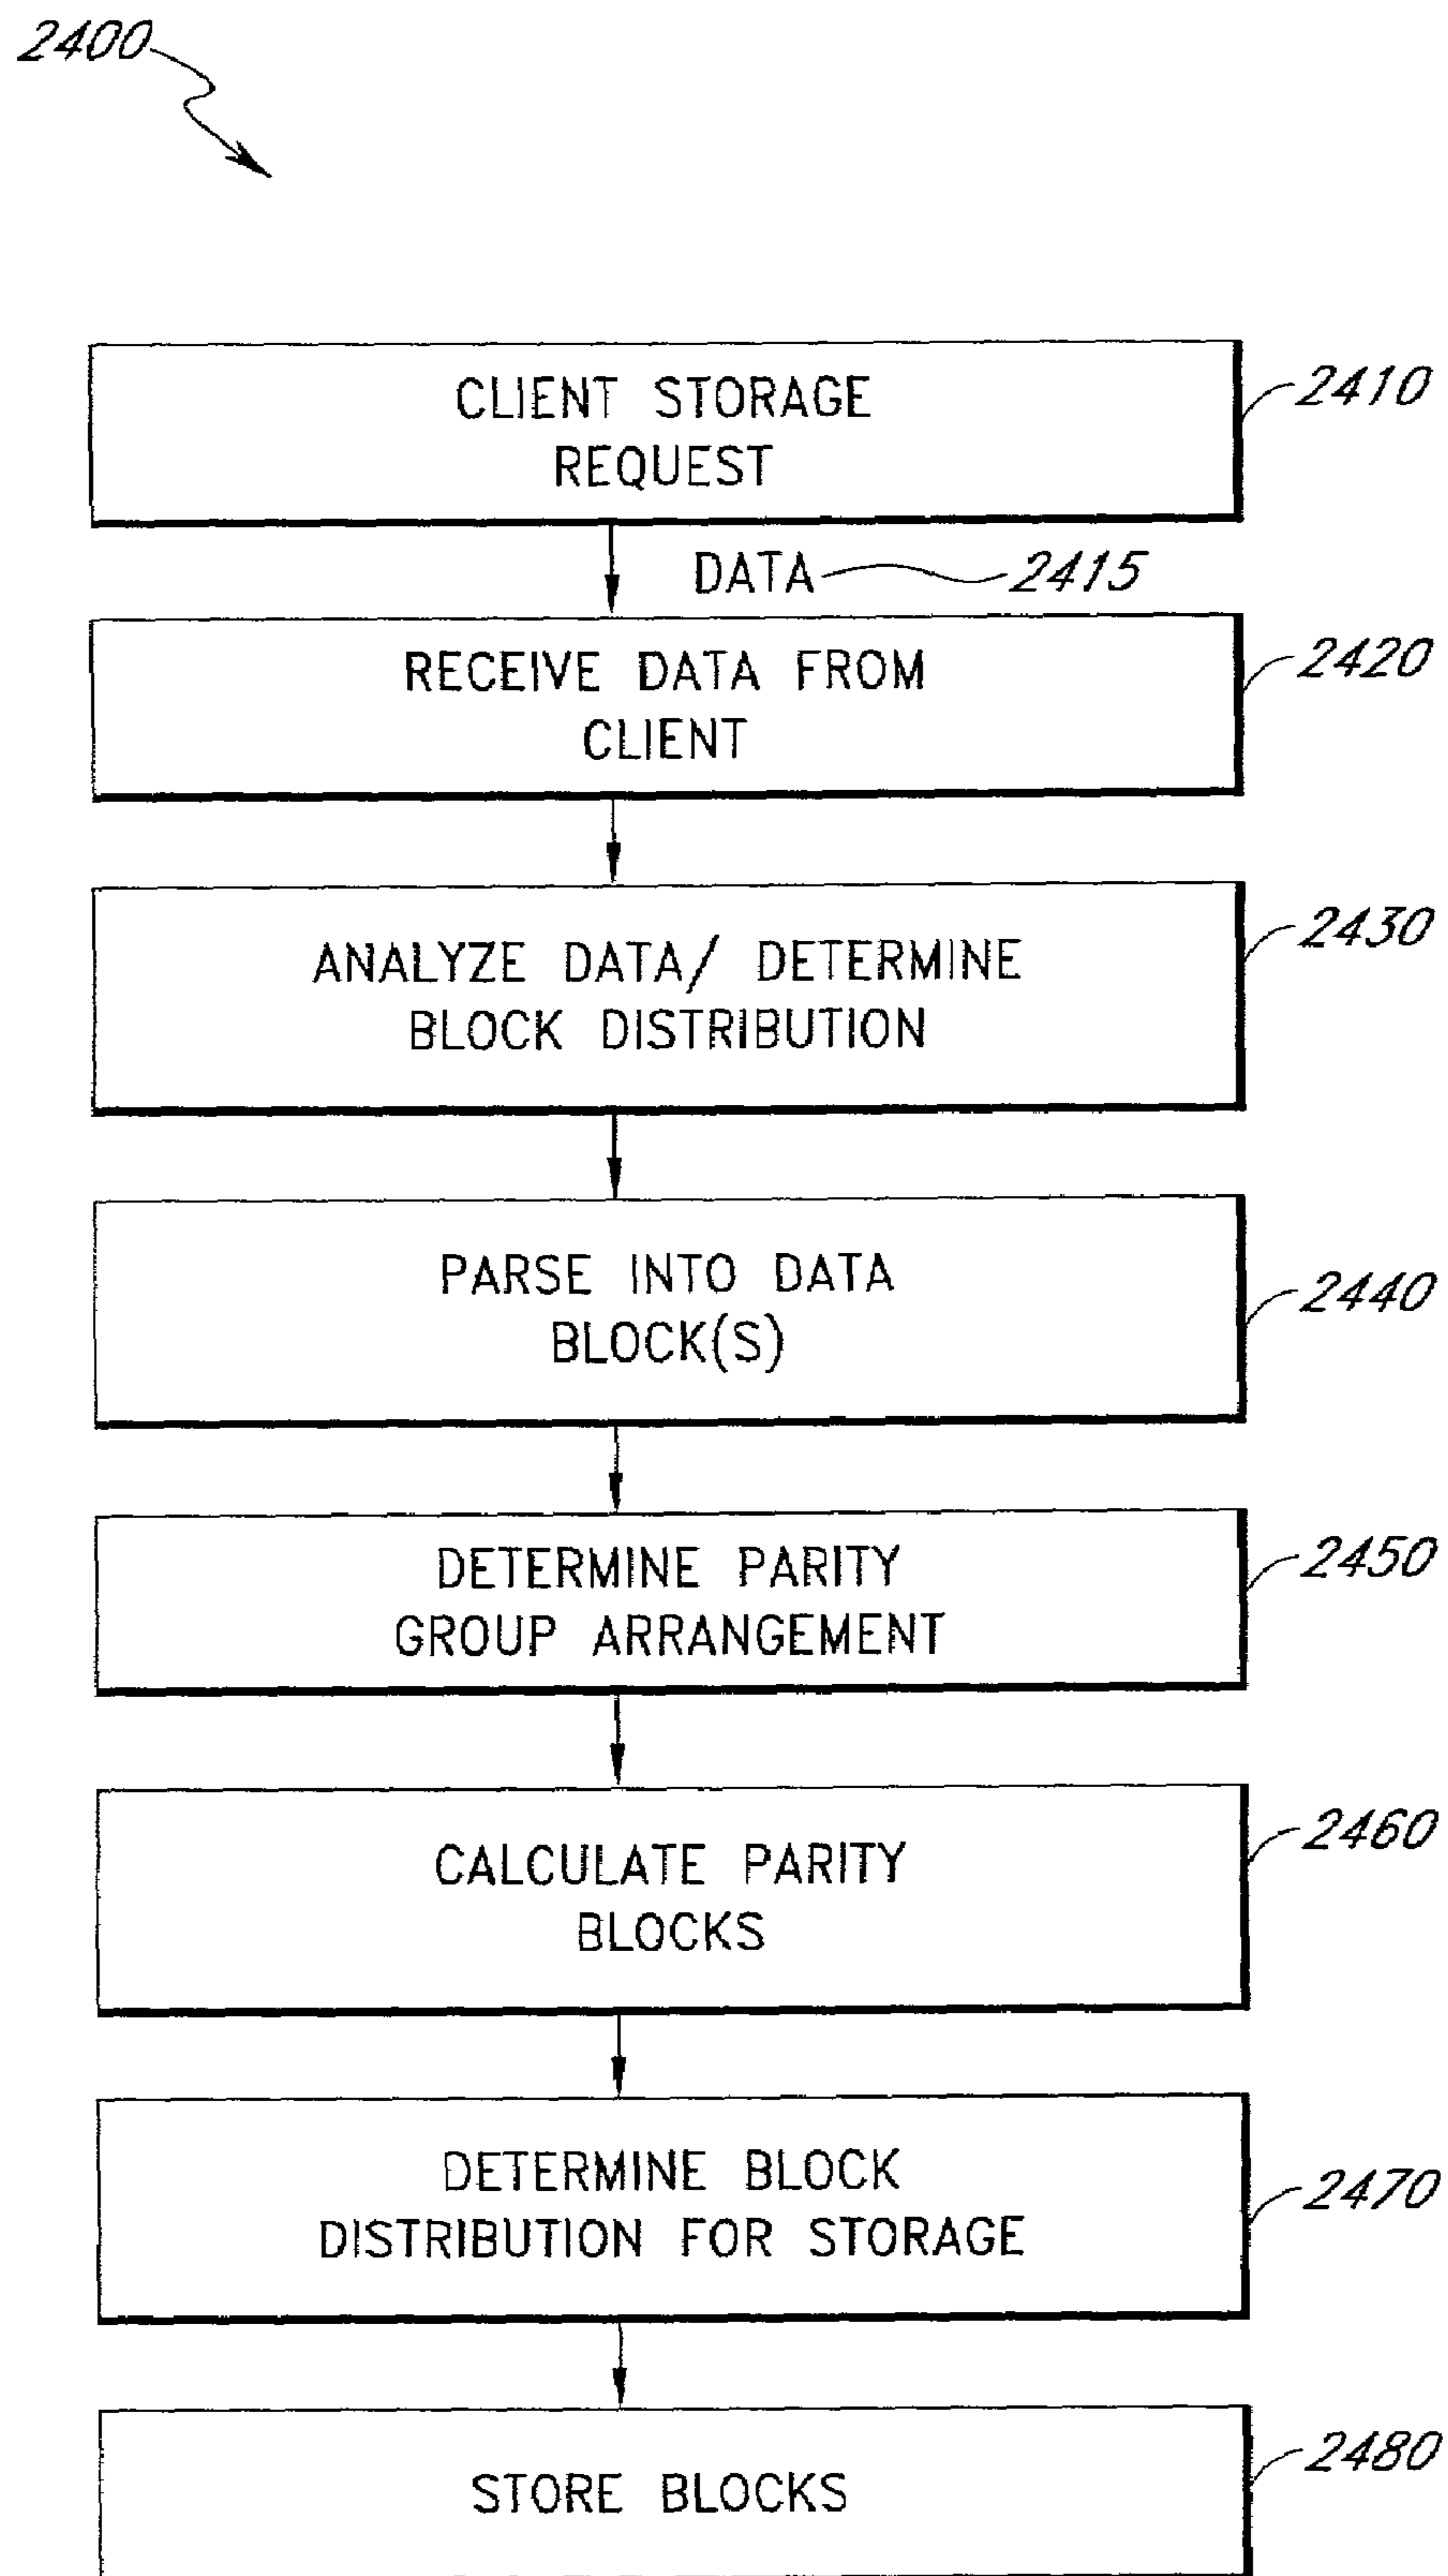 2400
CLIENT STORAGE
REQUEST
2410
DATA 2415
RECEIVE DATA FROM
CLIENT
2420
ANALYZE DATA/ DETERMINE
BLOCK DISTRIBUTION
2430
PARSE INTO DATA
BLOCK(S)
2440
DETERMINE PARITY
GROUP ARRANGEMENT
2450
CALCULATE PARITY
BLOCKS
2460
DETERMINE BLOCK
DISTRIBUTION FOR STORAGE
2470
STORE BLOCKS
2480